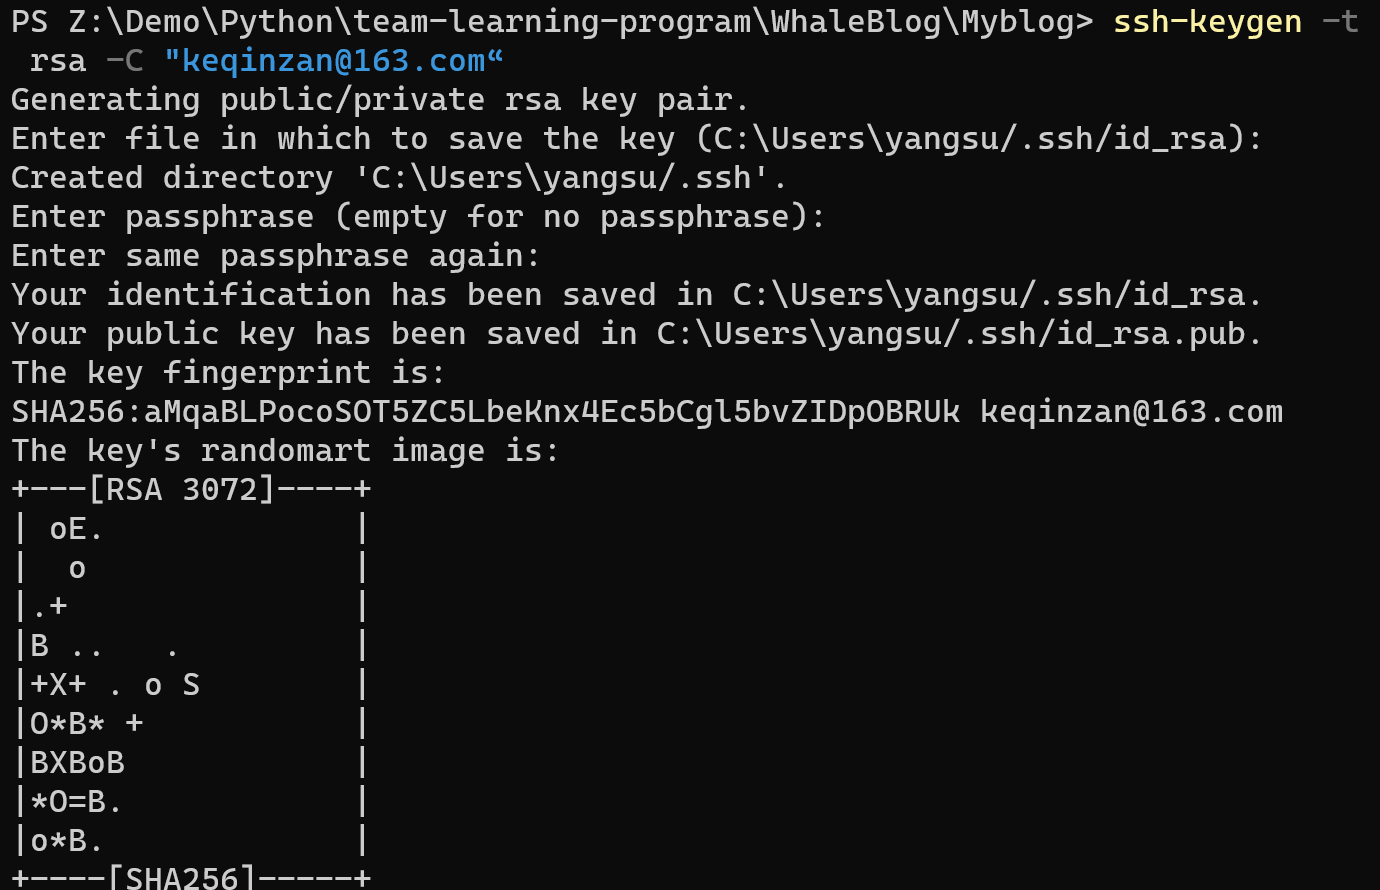 PS Z:\Demo\Python\team-learning-program\WhaleBlog\Myblog> ssh-keygen -t
 rsa -C "keqinzan@163.com“
Generating public/private rsa key pair.
Enter file in which to save the key (C:\Users\yangsu/.ssh/id_rsa):
Created directory 'C:\Users\yangsu/.ssh'.
Enter passphrase (empty for no passphrase):
Enter same passphrase again:
Your identification has been saved in C:\Users\yangsu/.ssh/id_rsa.
Your public key has been saved in C:\Users\yangsu/.ssh/id_rsa.pub.
The key fingerprint is:
SHA256:aMqaBLPocoSOT5ZC5LbeKnx4Ec5bCgl5bvZIDpOBRUk keqinzan@163.com
The key's randomart image is:
+---[RSA 3072]----+
| oE.             |
|  o              |
|.+               |
|B ..   .         |
|+X+ . o S        |
|O*B* +           |
|BXBoB            |
|*O=B.            |
|o*B.             |
+----[SHA256]-----+